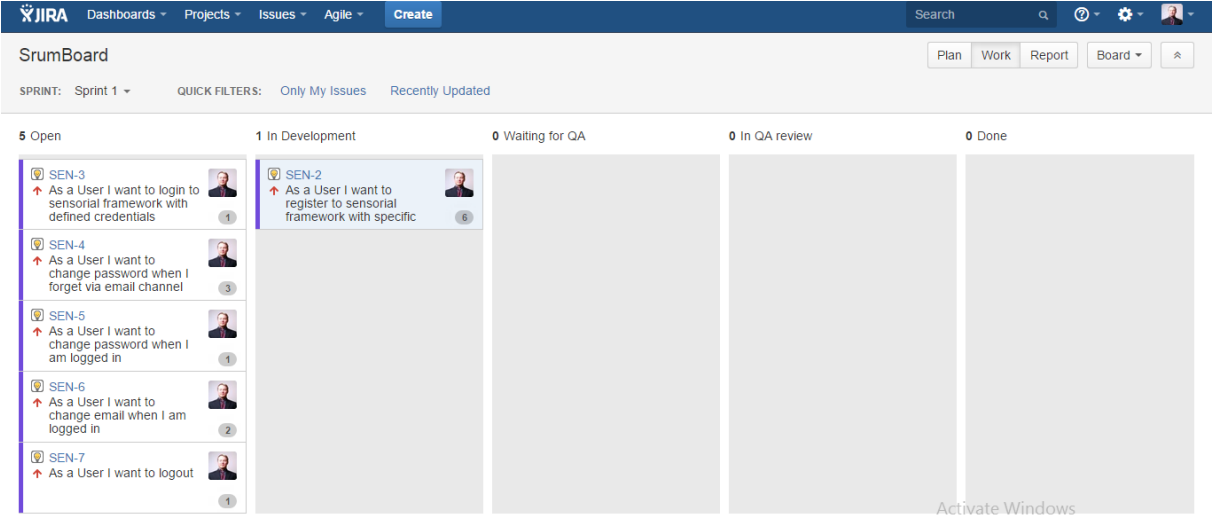 JIRA Dashboards Projects Issues Agile Create Search
SrumBoard Plan Work Report Board
SPRINT: Sprint 1 QUICK FILTERS: Only My Issues Recently Updated
5 Open
1 In Development
0 Waiting for QA
0 In QA review
0 Done
SEN-3
As a User I want to login to
sensorial framework with
defined credentials
1
SEN-4
As a User I want to
change password when I
forget via email channel
3
SEN-5
As a User I want to
change password when I
am logged in
1
SEN-6
As a User I want to
change email when I am
logged in
2
SEN-7
As a User I want to logout
1
SEN-2
As a User I want to
register to sensorial
framework with specific
6
Activate Windows